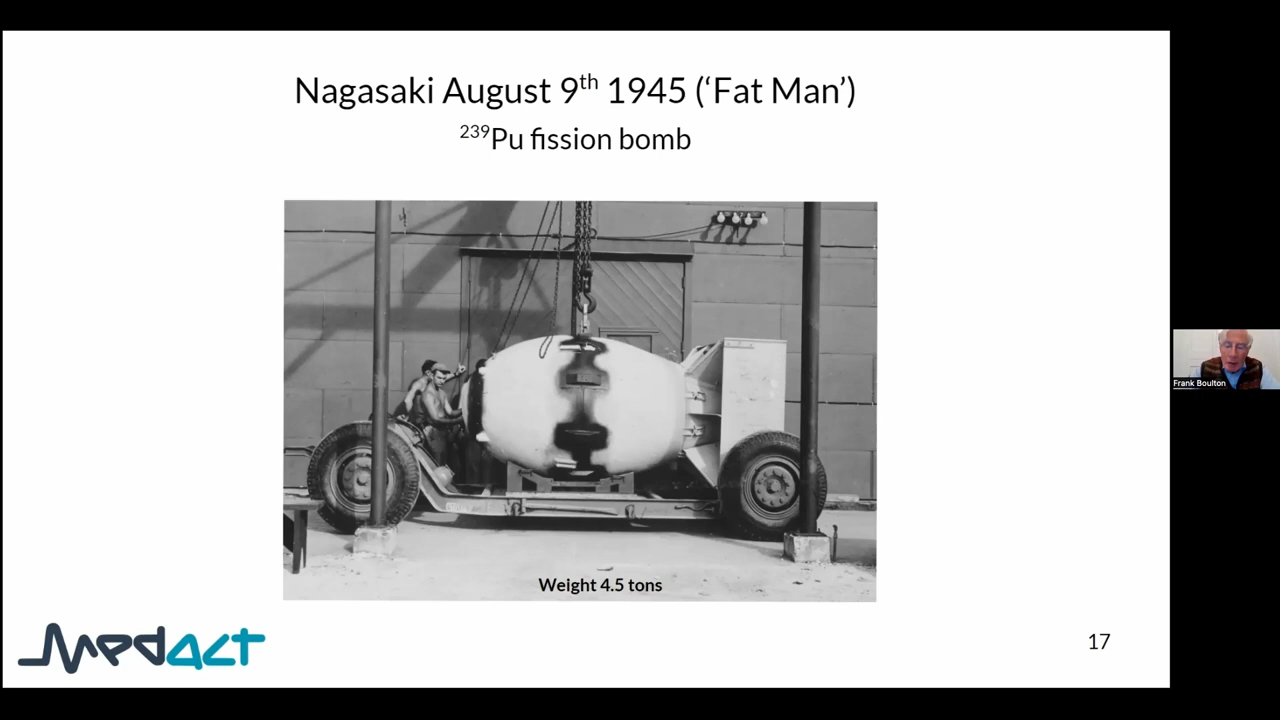 Nagasaki August 9th 1945 (‘Fat Man’)
239Pu fission bomb
Weight 4.5 tons
medact
17
Frank Boulton